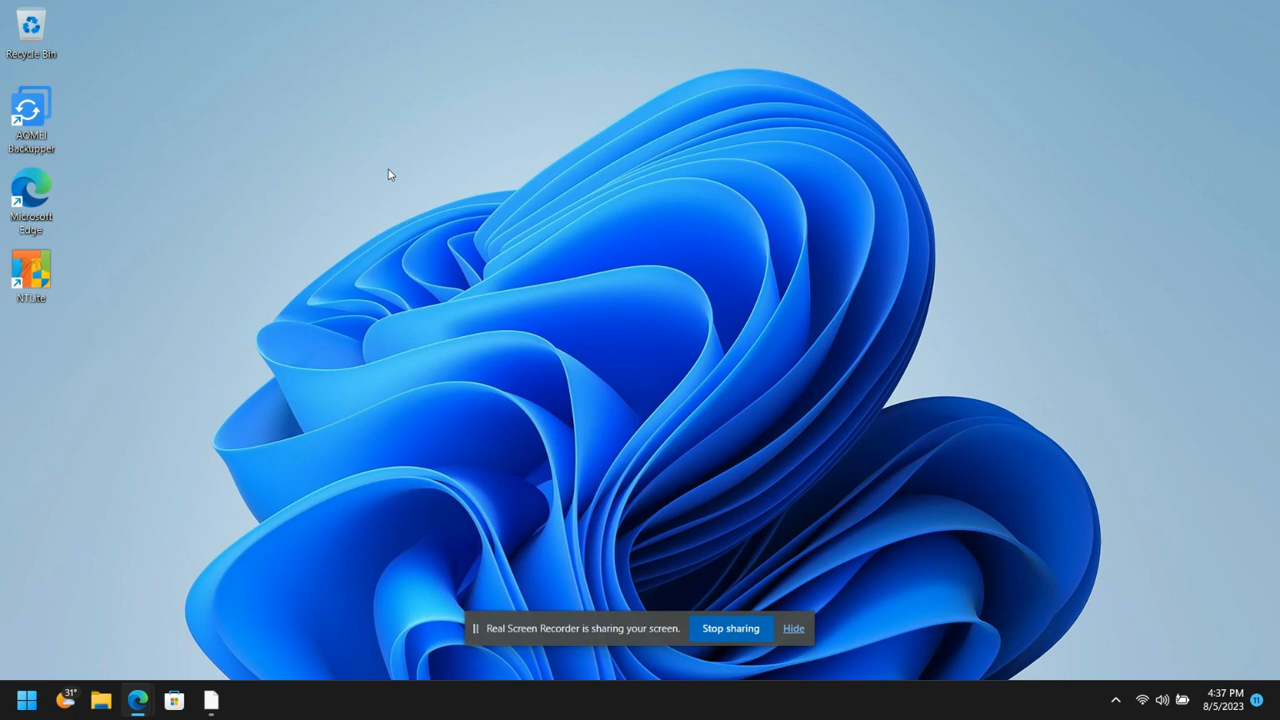 Recycle Bin
AOMEI
Backupper
Microsoft
Edge
NTLite
Real Screen Recorder is sharing your screen. Stop sharing Hide
31°
4:37 PM
8/5/2023
11